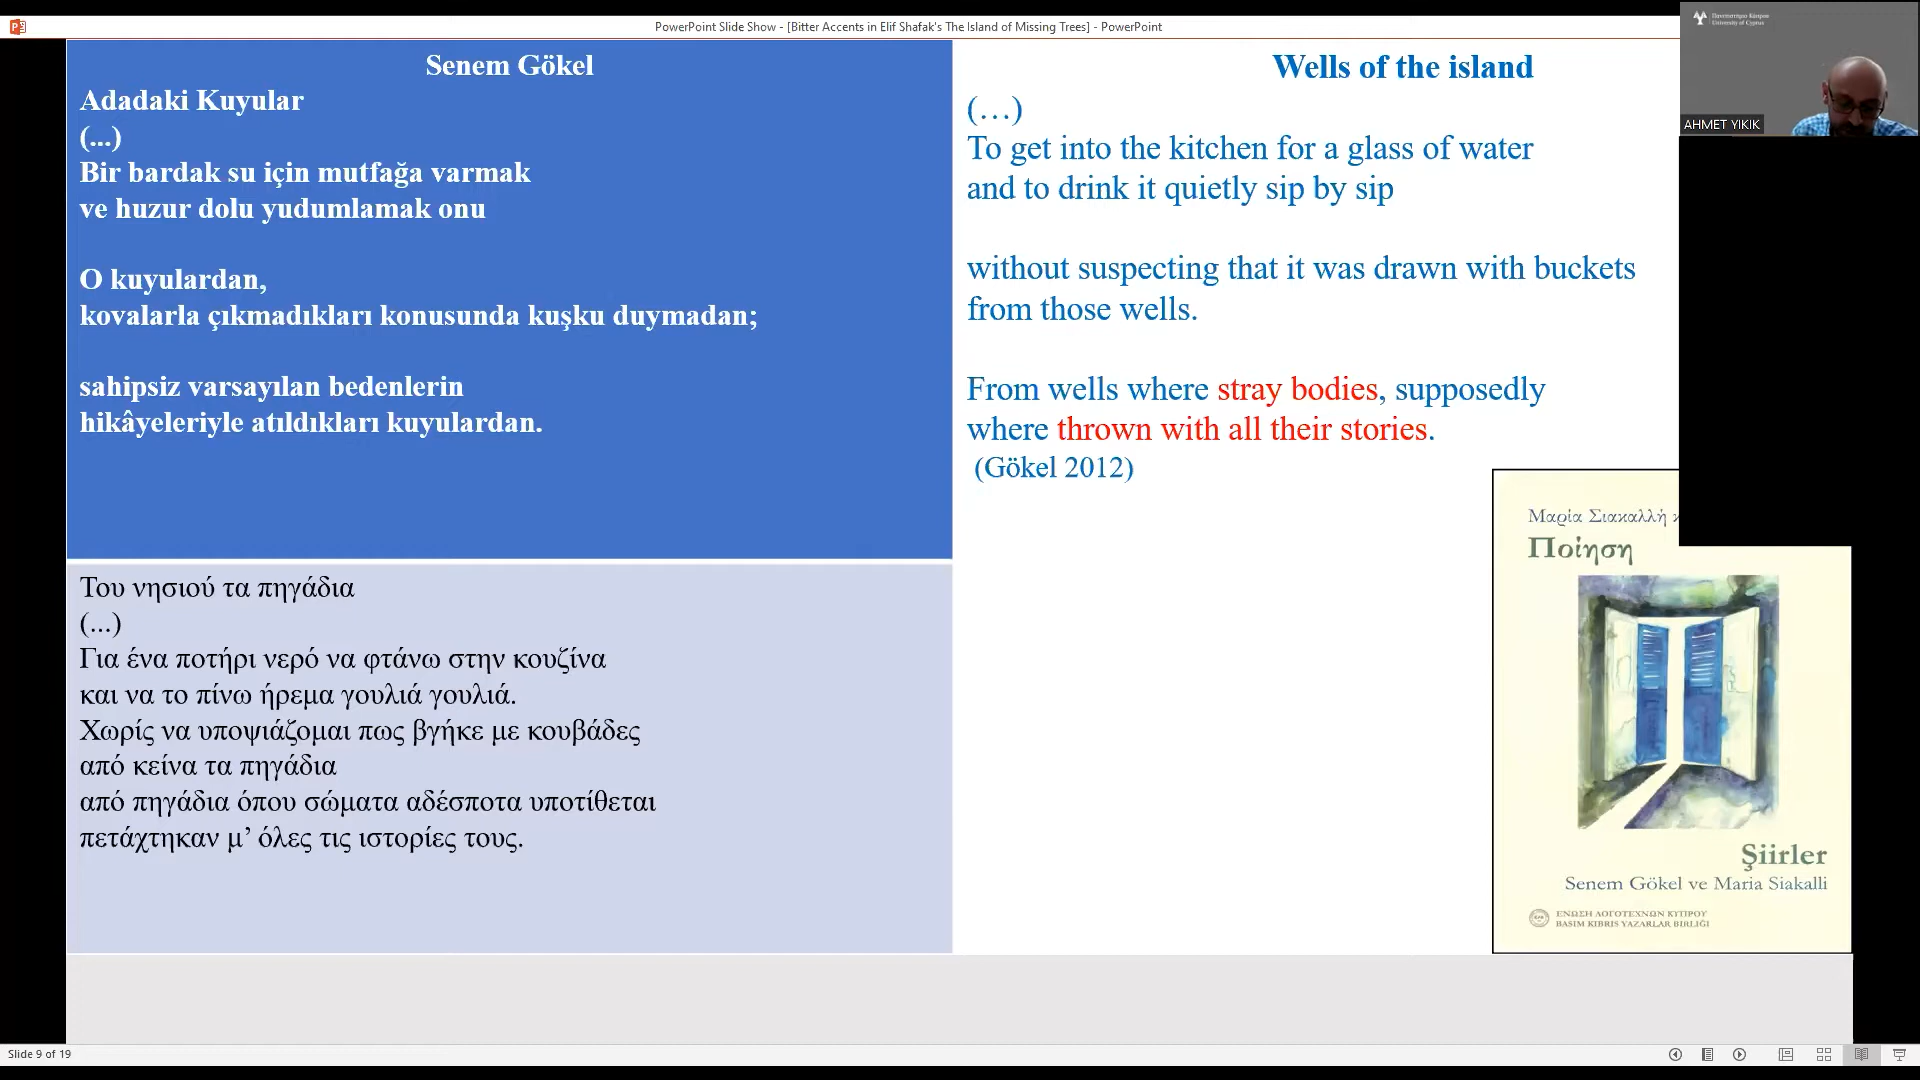 PowerPoint Slide Show - [Bitter Accents in Elif Shafak's The Island of Missing Trees] - PowerPoint
Πανεπιστήμιο Κύπρου
University of Cyprus
AHMET YIKIK
Senem Gökel
Adadaki Kuyular
(...)
Bir bardak su için mutfağa varmak
ve huzur dolu yudumlamak onu
O kuyulardan,
kovalarla çıkmadıkları konusunda kuşku duymadan;
sahipsiz varsayılan bedenlerin
hikâyeleriyle atıldıkları kuyulardan.
Wells of the island
(…)
To get into the kitchen for a glass of water
and to drink it quietly sip by sip
without suspecting that it was drawn with buckets
from those wells.
From wells where stray bodies, supposedly
where thrown with all their stories.
(Gökel 2012)
Του νησιού τα πηγάδια
(...)
Για ένα ποτήρι νερό να φτάνω στην κουζίνα
και να το πίνω ήρεμα γουλιά γουλιά.
Χωρίς να υποψιάζομαι πως βγήκε με κουβάδες
από κείνα τα πηγάδια
από πηγάδια όπου σώματα αδέσποτα υποτίθεται
πετάχτηκαν μ’ όλες τις ιστορίες τους.
Μαρία Σιακαλλή
Ποίηση
Şiirler
Senem Gökel ve Maria Siakalli
ΕΝΩΣΗ ΛΟΓΟΤΕΧΝΩΝ ΚΥΠΡΟΥ
BASIM KIBRIS YAZARLAR BIRLIĞI
Slide 9 of 19